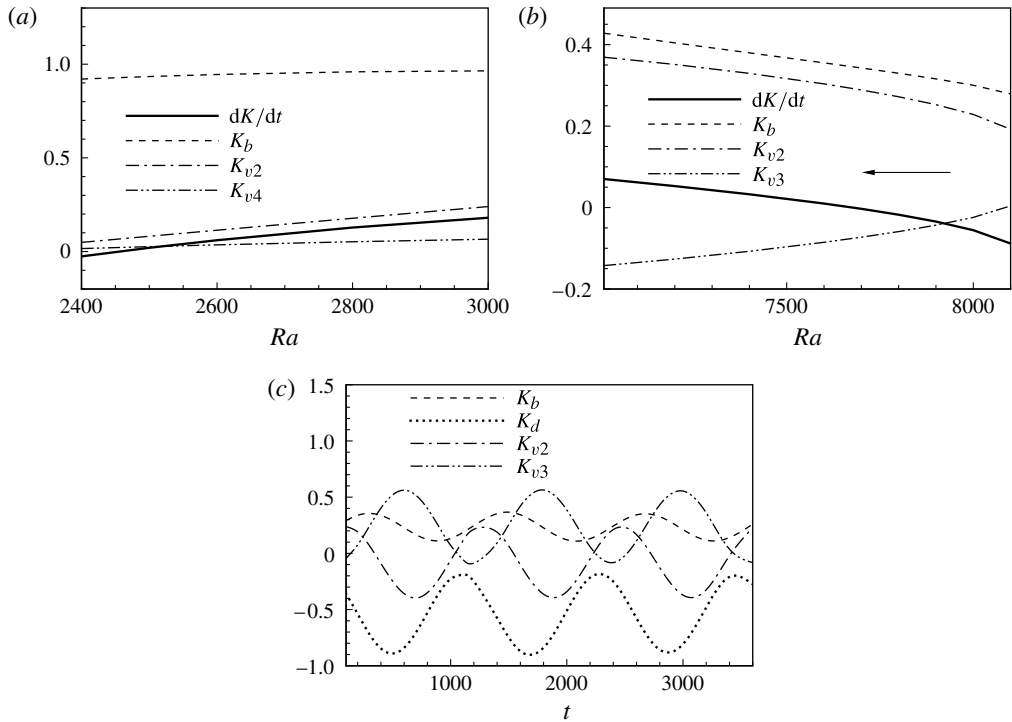 (a)
1.0
0.5
0
2400
2600
2800
3000
Ra
dK/dt
K_b
K_v2
K_v4
(b)
0.4
0.2
0
−0.2
7500
8000
Ra
dK/dt
K_b
K_v2
K_v3
(c)
1.5
1.0
0.5
0
−0.5
−1.0
1000
2000
3000
t
K_b
K_d
K_v2
K_v3